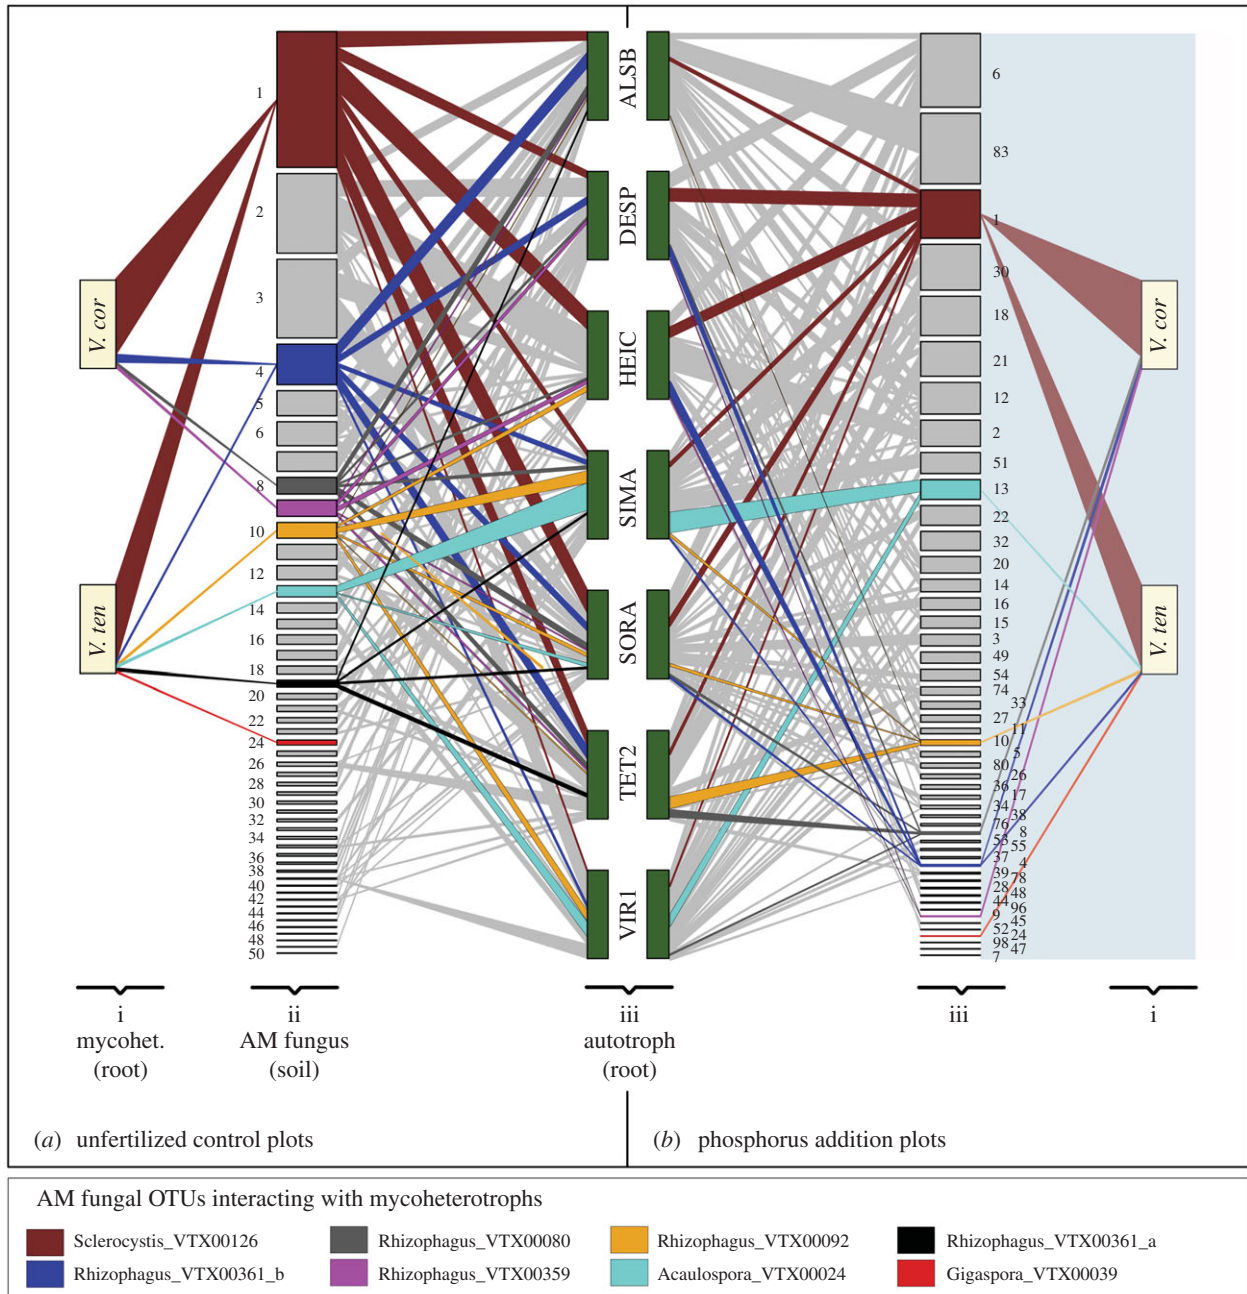 ALSB
DESP
HEIC
SIMA
SORA
TET2
VIR1
V. cor
V. ten
1
2
3
4
5
6
8
10
12
14
16
18
20
22
24
26
28
30
32
34
36
38
40
42
44
46
48
50
6
83
1
30
18
21
12
2
51
13
22
32
20
14
16
15
3
49
54
74
33
27
11
10
5
80
26
36
17
34
38
76
8
53
55
37
4
39
78
28
48
44
96
9
45
52
24
98
47
7
V. cor
V. ten
i
mycohet.
(root)
ii
AM fungus
(soil)
iii
autotroph
(root)
iii
i
(a) unfertilized control plots
(b) phosphorus addition plots
AM fungal OTUs interacting with mycoheterotrophs
Sclerocystis_VTX00126
Rhizophagus_VTX00080
Rhizophagus_VTX00092
Rhizophagus_VTX00361_a
Rhizophagus_VTX00361_b
Rhizophagus_VTX00359
Acaulospora_VTX00024
Gigaspora_VTX00039